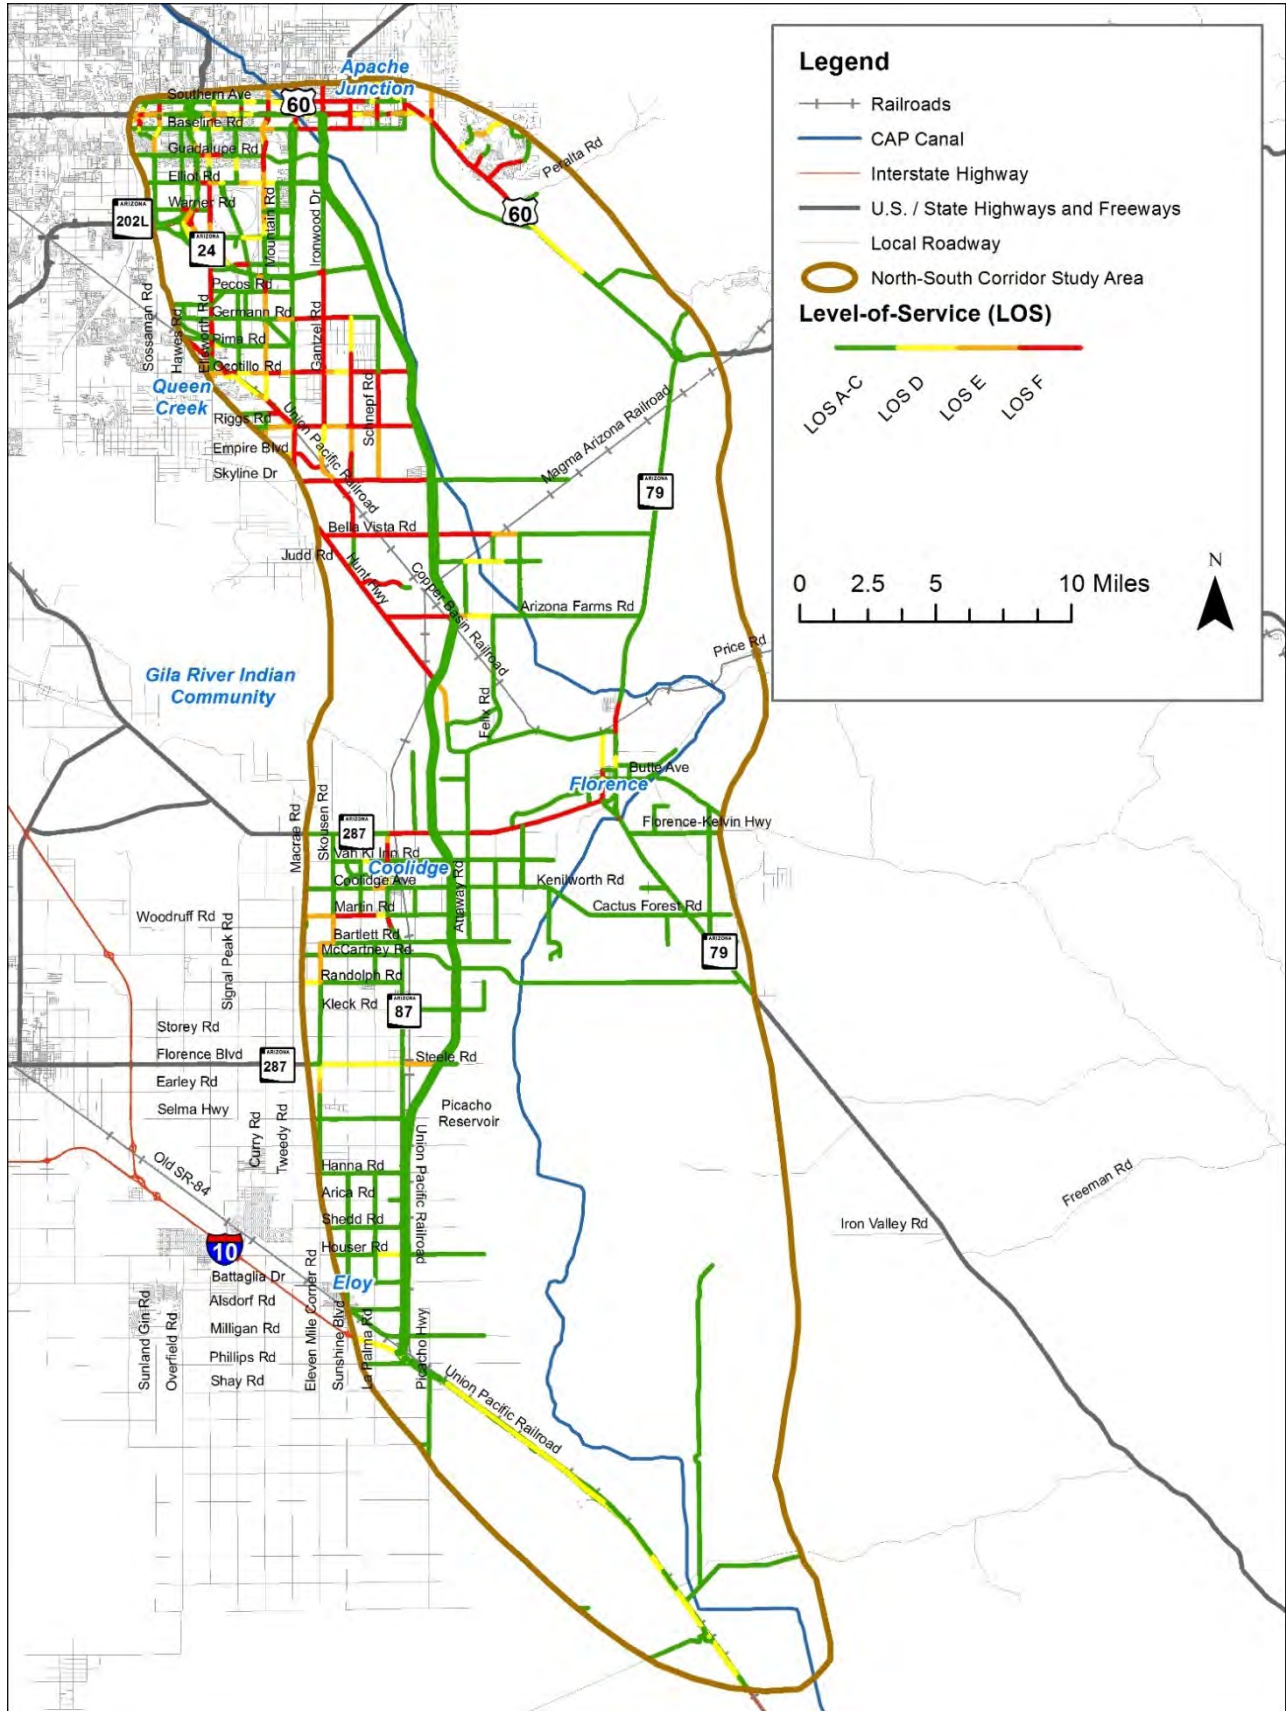 Apache
Junction
Southern Ave
60
Baseline Rd
Guadalupe Rd
Elliot Rd
Warner Rd
ARIZONA
202L
ARIZONA
24
Mountain Rd
Ironwood Dr
Peralta Rd
60
Pecos Rd
Germann Rd
Pima Rd
Ocotillo Rd
Sossaman Rd
Hawes Rd
Ellsworth Rd
Gantzel Rd
Schnepf Rd
Queen
Creek
Riggs Rd
Empire Blvd
Skyline Dr
Union Pacific Railroad
Magma Arizona Railroad
ARIZONA
79
Bella Vista Rd
Judd Rd
Hunt Hwy
Copper Basin Railroad
Arizona Farms Rd
Price Rd
Gila River Indian
Community
Felix Rd
Butte Ave
Florence
Florence-Kelvin Hwy
Macrae Rd
Skousen Rd
ARIZONA
287
Van Ki Inn Rd
Coolidge
Coolidge Ave
Attaway Rd
Kenilworth Rd
Cactus Forest Rd
Martin Rd
Woodruff Rd
Signal Peak Rd
Bartlett Rd
McCartney Rd
Randolph Rd
Kleck Rd
ARIZONA
87
ARIZONA
79
Storey Rd
Florence Blvd
ARIZONA
287
Steele Rd
Earley Rd
Selma Hwy
Picacho
Reservoir
Curry Rd
Tweedy Rd
Old SR-84
Hanna Rd
Arica Rd
Shedd Rd
Houser Rd
Union Pacific Railroad
Freeman Rd
Iron Valley Rd
10
Eloy
Battaglia Dr
Alsdorf Rd
Milligan Rd
Phillips Rd
Shay Rd
Sunland Gin Rd
Overfield Rd
Eleven Mile Corner Rd
Sunshine Blvd
La Palma Rd
Picacho Hwy
Union Pacific Railroad
Legend
Railroads
CAP Canal
Interstate Highway
U.S. / State Highways and Freeways
Local Roadway
North-South Corridor Study Area
Level-of-Service (LOS)
LOS A-C
LOS D
LOS E
LOS F
N
0 2.5 5 10 Miles